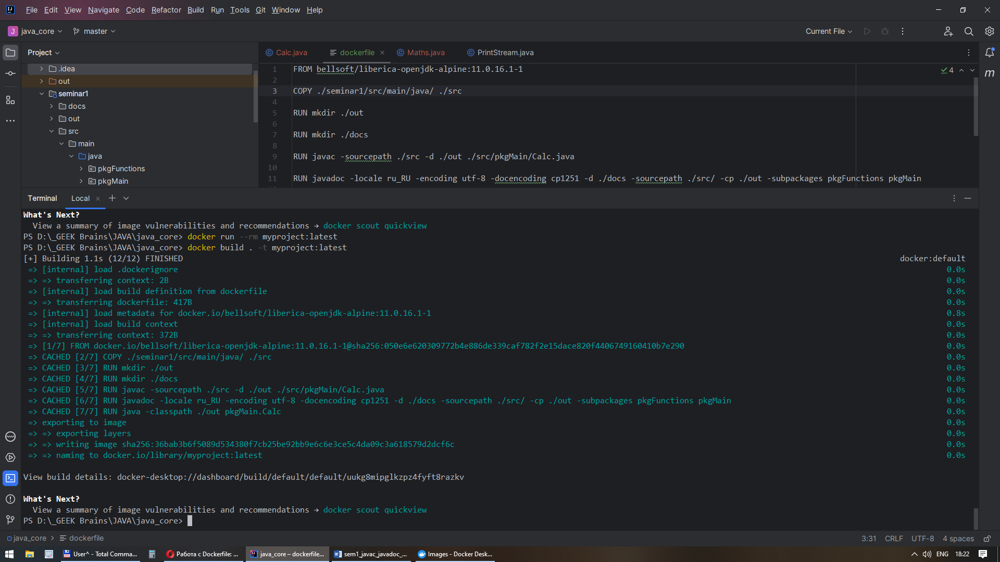 File Edit View Navigate Code Refactor Build Run Tools Git Window Help
J java_core master Current File
Project
Calc.java dockerfile Maths.java PrintStream.java
.idea
out
seminar1
docs
out
src
main
java
pkgFunctions
pkgMain
1 FROM bellsoft/liberica-openjdk-alpine:11.0.16.1-1
4
2
3 COPY ./seminar1/src/main/java/ ./src
4
5 RUN mkdir ./out
6
7 RUN mkdir ./docs
8
9 RUN javac -sourcepath ./src -d ./out ./src/pkgMain/Calc.java
10
11 RUN javadoc -locale ru_RU -encoding utf-8 -docencoding cp1251 -d ./docs -sourcepath ./src/ -cp ./out -subpackages pkgFunctions pkgMain
m
Terminal Local
What's Next?
View a summary of image vulnerabilities and recommendations → docker scout quickview
PS D:\_GEEK Brains\JAVA\java_core> docker run --rm myproject:latest
PS D:\_GEEK Brains\JAVA\java_core> docker build . -t myproject:latest
[+] Building 1.1s (12/12) FINISHED docker:default
=> [internal] load .dockerignore 0.0s
=> => transferring context: 2B 0.0s
=> [internal] load build definition from dockerfile 0.0s
=> => transferring dockerfile: 417B 0.0s
=> [internal] load metadata for docker.io/bellsoft/liberica-openjdk-alpine:11.0.16.1-1 0.8s
=> [internal] load build context 0.0s
=> => transferring context: 372B 0.0s
=> [1/7] FROM docker.io/bellsoft/liberica-openjdk-alpine:11.0.16.1-1@sha256:050e6e620309772b4e886de339caf782f2e15dace820f4406749160410b7e290 0.0s
=> CACHED [2/7] COPY ./seminar1/src/main/java/ ./src 0.0s
=> CACHED [3/7] RUN mkdir ./out 0.0s
=> CACHED [4/7] RUN mkdir ./docs 0.0s
=> CACHED [5/7] RUN javac -sourcepath ./src -d ./out ./src/pkgMain/Calc.java 0.0s
=> CACHED [6/7] RUN javadoc -locale ru_RU -encoding utf-8 -docencoding cp1251 -d ./docs -sourcepath ./src/ -cp ./out -subpackages pkgFunctions pkgMain 0.0s
=> CACHED [7/7] RUN java -classpath ./out pkgMain.Calc 0.0s
=> exporting to image 0.0s
=> => exporting layers 0.0s
=> => writing image sha256:36bab3b6f5089d534380f7cb25be92bb9e6c6e3ce5c4da09c3a618579d2dcf6c 0.0s
=> => naming to docker.io/library/myproject:latest 0.0s
View build details: docker-desktop://dashboard/build/default/default/uukg8mipglkzpz4fyft8razkv
What's Next?
View a summary of image vulnerabilities and recommendations → docker scout quickview
PS D:\_GEEK Brains\JAVA\java_core>
java_core > dockerfile 3:31 CRLF UTF-8 4 spaces
User^ - Total Comma... Работа с Dockerfile: ... java_core – dockerfile... sem1_javac_javadoc_... Images - Docker Desk... ENG 18:22